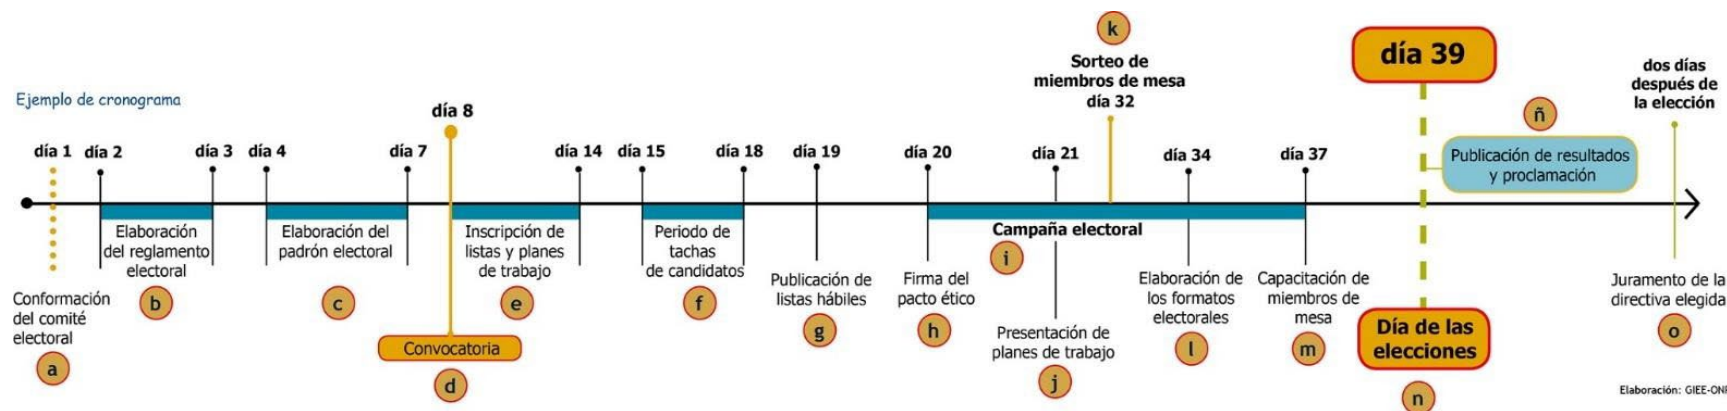 Ejemplo de cronograma
día 1
Conformación
del comité
electoral
a
día 2
día 3
Elaboración
del reglamento
electoral
b
día 4
día 7
Elaboración del
padrón electoral
c
día 8
Convocatoria
d
día 14
Inscripción de
listas y planes
de trabajo
e
día 15
día 18
Periodo de
tachas
de candidatos
f
día 19
Publicación de
listas hábiles
g
día 20
Firma del
pacto ético
h
Campaña electoral
i
día 21
Presentación de
planes de trabajo
j
k
Sorteo de
miembros de mesa
día 32
día 34
Elaboración de
los formatos
electorales
l
día 37
Capacitación de
miembros de
mesa
m
día 39
Día de las
elecciones
n
ñ
Publicación de resultados
y proclamación
dos días
después de
la elección
Juramento de la
directiva elegida
o
Elaboración: